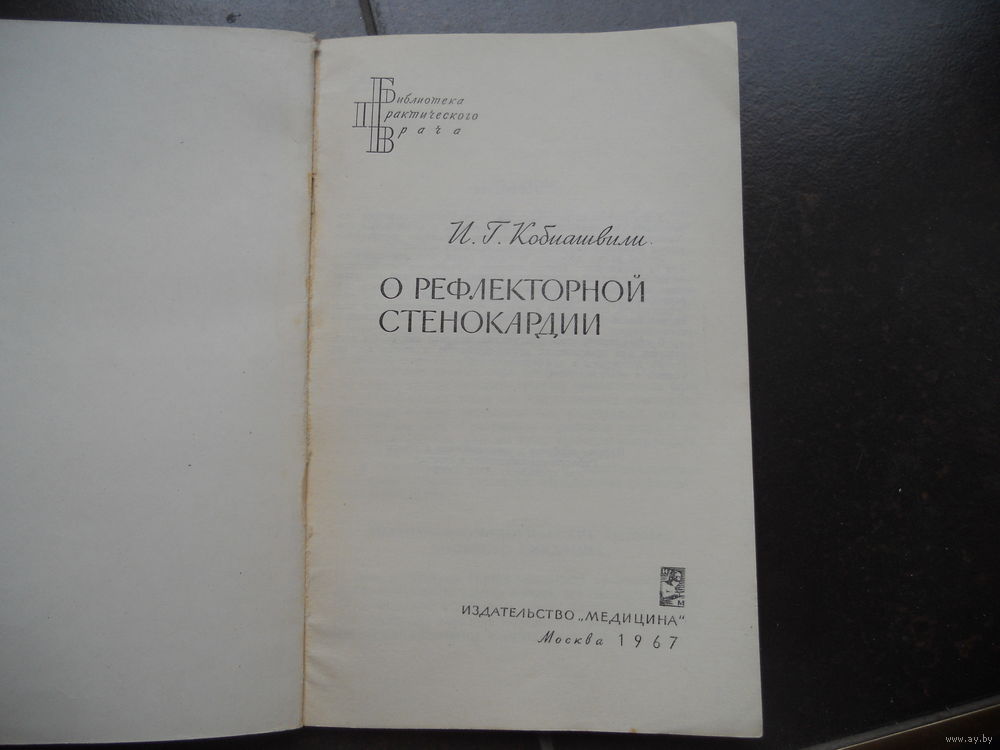 Библиотека
Практического
Врача
И. Г. Кобиашвили
О РЕФЛЕКТОРНОЙ
СТЕНОКАРДИИ
ИЗДАТЕЛЬСТВО „МЕДИЦИНА"
Москва 1967
www.ay.by